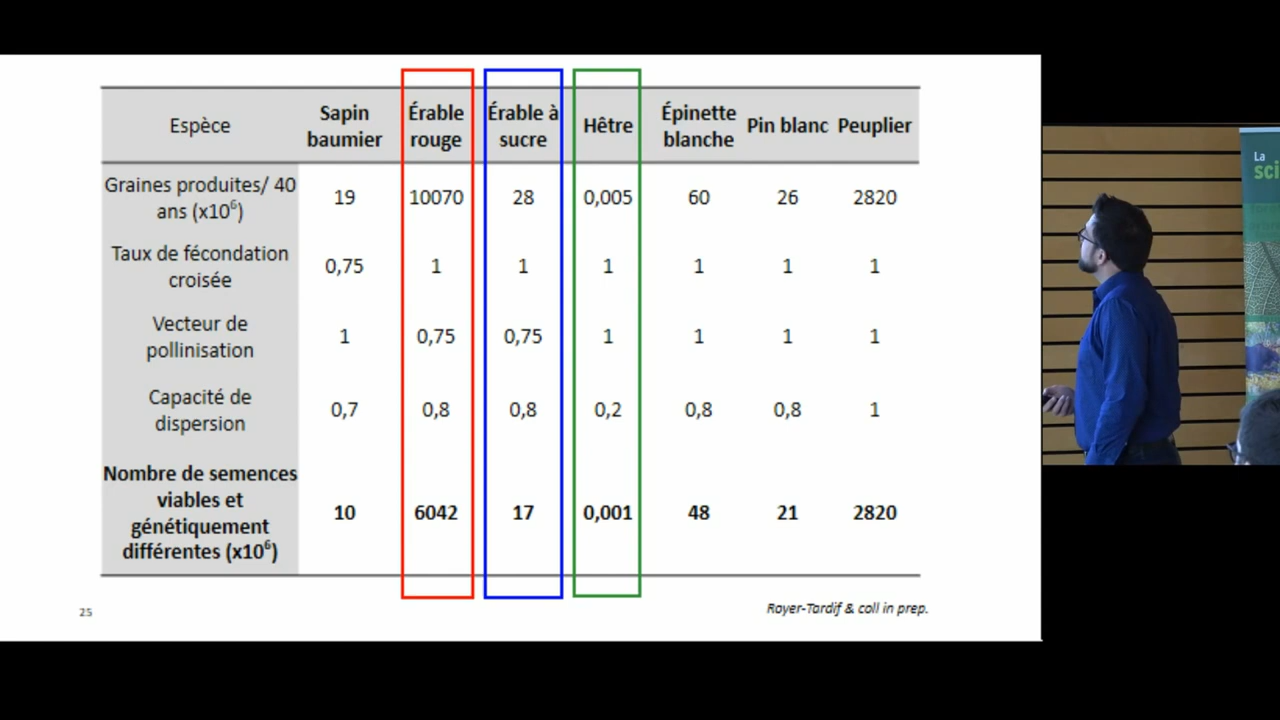 Espèce
Sapin baumier
Érable rouge
Érable à sucre
Hêtre
Épinette blanche
Pin blanc
Peuplier
Graines produites/ 40 ans (x10⁶)
19 10070 28 0,005 60 26 2820
Taux de fécondation croisée
0,75 1 1 1 1 1 1
Vecteur de pollinisation
1 0,75 0,75 1 1 1 1
Capacité de dispersion
0,7 0,8 0,8 0,2 0,8 0,8 1
Nombre de semences viables et génétiquement différentes (x10⁶)
10 6042 17 0,001 48 21 2820
25
Royer-Tardif & coll in prep.
La
sci